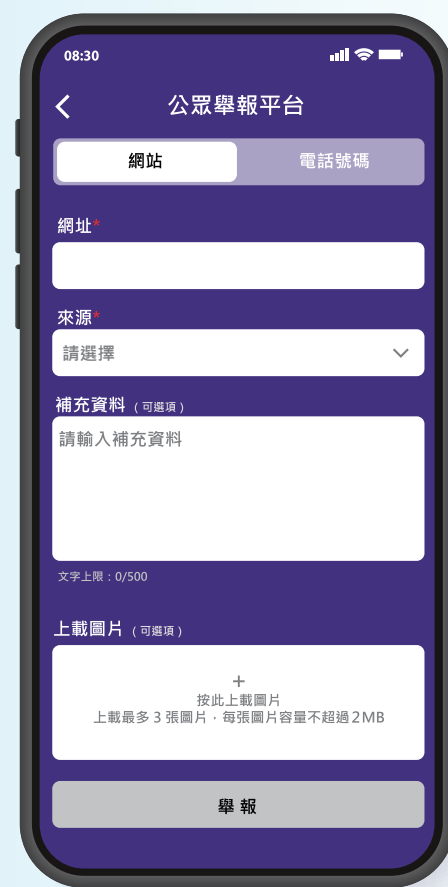 08:30
公眾舉報平台
網站
電話號碼
網址*
來源*
請選擇
補充資料 (可選項)
請輸入補充資料
文字上限：0/500
上載圖片 (可選項)
+
按此上載圖片
上載最多 3 張圖片，每張圖片容量不超過2MB
舉報